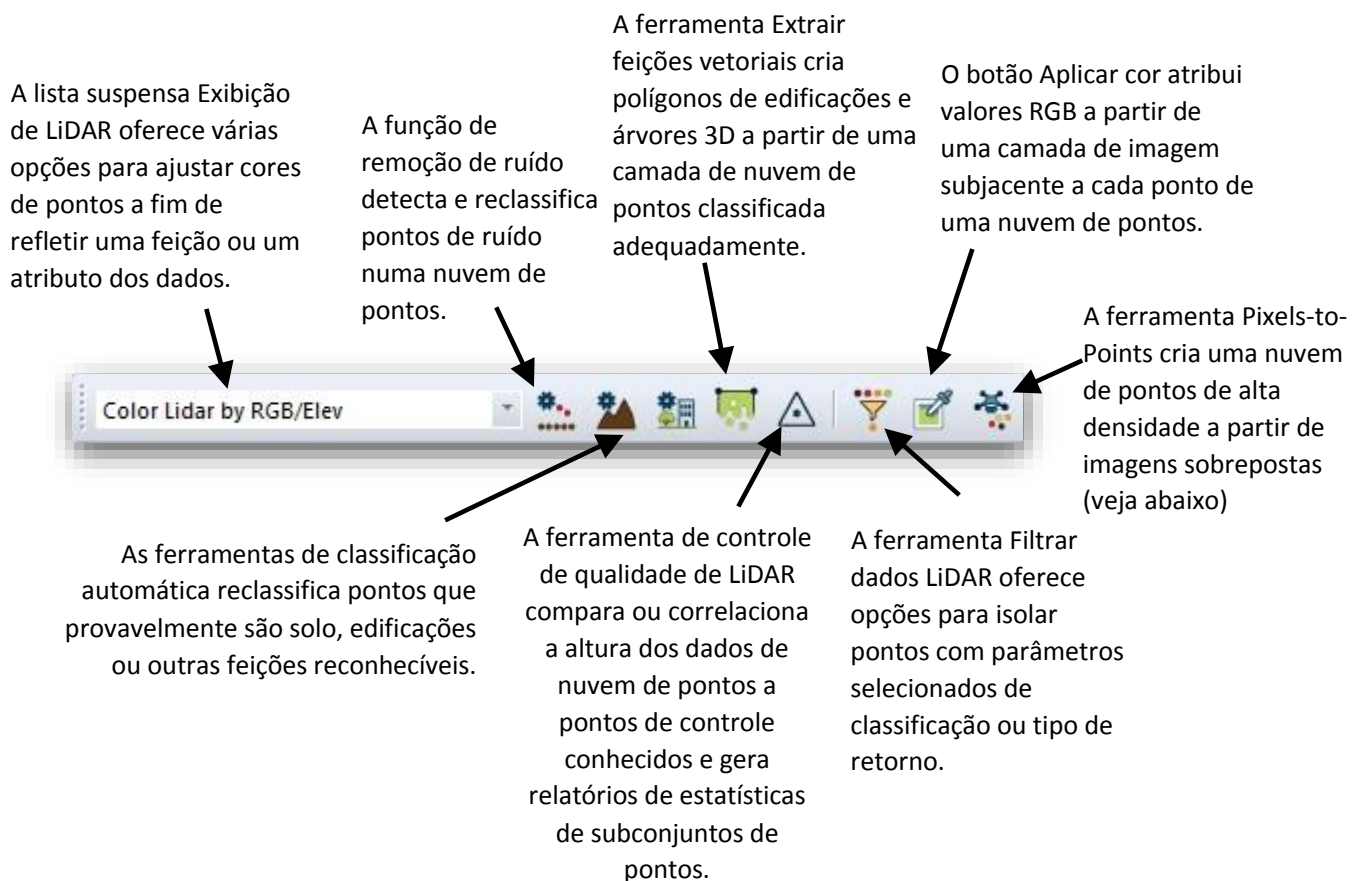 A lista suspensa Exibição
de LiDAR oferece várias
opções para ajustar cores
de pontos a fim de
refletir uma feição ou um
atributo dos dados.
A função de
remoção de ruído
detecta e reclassifica
pontos de ruído
numa nuvem de
pontos.
A ferramenta Extrair
feições vetoriais cria
polígonos de edificações e
árvores 3D a partir de uma
camada de nuvem de
pontos classificada
adequadamente.
O botão Aplicar cor atribui
valores RGB a partir de
uma camada de imagem
subjacente a cada ponto de
uma nuvem de pontos.
A ferramenta Pixels-to-
Points cria uma nuvem
de pontos de alta
densidade a partir de
imagens sobrepostas
(veja abaixo)
Color Lidar by RGB/Elev
As ferramentas de classificação
automática reclassifica pontos que
provavelmente são solo, edificações
ou outras feições reconhecíveis.
A ferramenta de controle
de qualidade de LiDAR
compara ou correlaciona
a altura dos dados de
nuvem de pontos a
pontos de controle
conhecidos e gera
relatórios de estatísticas
de subconjuntos de
pontos.
A ferramenta Filtrar
dados LiDAR oferece
opções para isolar
pontos com parâmetros
selecionados de
classificação ou tipo de
retorno.